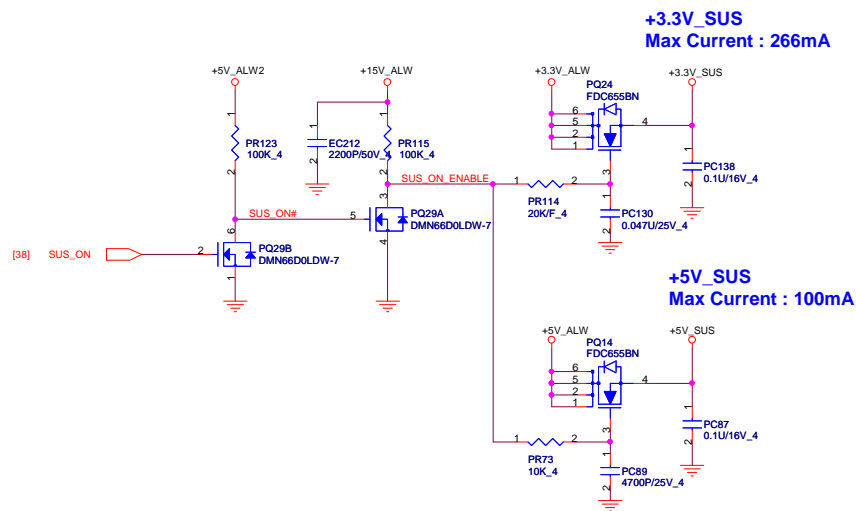 +3.3V_SUS
Max Current : 266mA
+5V_ALW2
+15V_ALW
+3.3V_ALW
+3.3V_SUS
PQ24
FDC655BN
6
5
2
1
4
3
1
PR123
100K_4
2
1
EC212
2200P/50V_4
2
1
PR115
100K_4
2
SUS_ON_ENABLE
1
2
PR114
20K/F_4
1
PC138
0.1U/16V_4
2
1
PC130
0.047U/25V_4
2
SUS_ON#
3
5
PQ29A
DMN66D0LDW-7
4
[38]
SUS_ON
6
2
PQ29B
DMN66D0LDW-7
1
+5V_SUS
Max Current : 100mA
+5V_ALW
+5V_SUS
PQ14
FDC655BN
6
5
2
1
4
3
1
PC87
0.1U/16V_4
2
1
2
PR73
10K_4
1
PC89
4700P/25V_4
2